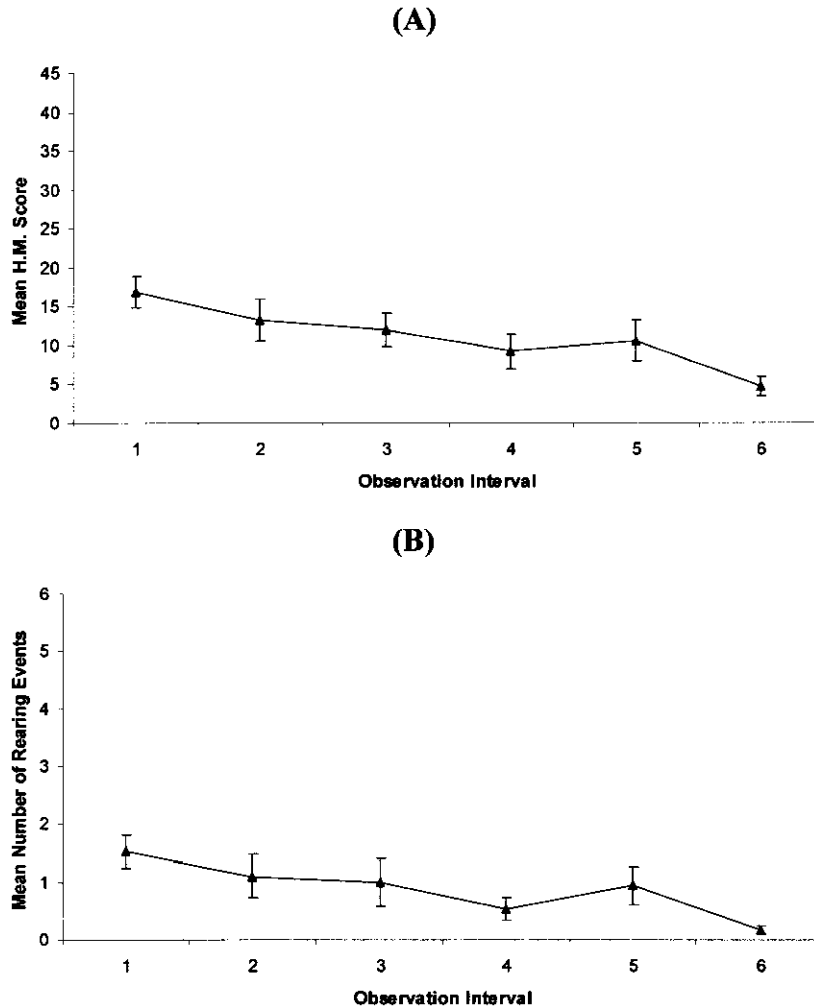 (A)
Mean H.M. Score
45
40
35
30
25
20
15
10
5
0
1 2 3 4 5 6
Observation Interval
(B)
Mean Number of Rearing Events
6
5
4
3
2
1
0
1 2 3 4 5 6
Observation Interval